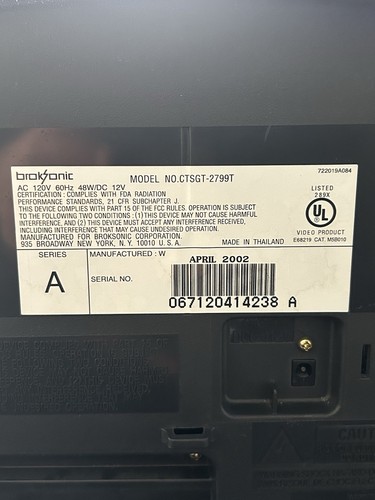 broksonic
MODEL NO.CTSGT-2799T
722019A084
AC 120V 60Hz 48W/DC 12V
CERTIFICATION : COMPLIES WITH FDA RADIATION
PERFORMANCE STANDARDS, 21 CFR SUBCHAPTER J.
THIS DEVICE COMPLIES WITH PART 15 OF THE FCC RULES. OPERATION IS SUBJECT
TO THE FOLLOWING TWO CONDITIONS : (1) THIS DEVICE MAY NOT CAUSE HARMFUL
INTERFERENCE, AND (2) THIS DEVICE MUST ACCEPT ANY INTERFERENCE RECEIVED,
INCLUDING INTERFERENCE THAT MAY CAUSE UNDESIRED OPERATION.
MANUFACTURED FOR BROKSONIC CORPORATION.
935 BROADWAY NEW YORK, N.Y. 10010 U.S.A.
MADE IN THAILAND
LISTED
289X
UL
VIDEO PRODUCT
E68219 CAT. M5B010
SERIES
A
MANUFACTURED : W
APRIL 2002
SERIAL NO.
067120414238 A